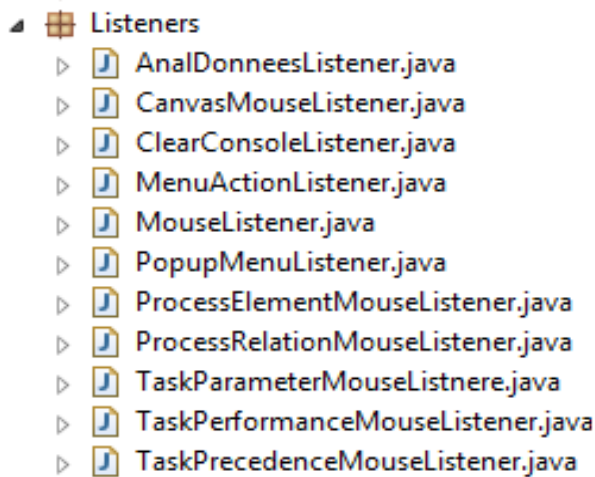 Listeners
AnalDonneesListener.java
CanvasMouseListener.java
ClearConsoleListener.java
MenuActionListener.java
MouseListener.java
PopupMenuListener.java
ProcessElementMouseListener.java
ProcessRelationMouseListener.java
TaskParameterMouseListnere.java
TaskPerformanceMouseListener.java
TaskPrecedenceMouseListener.java